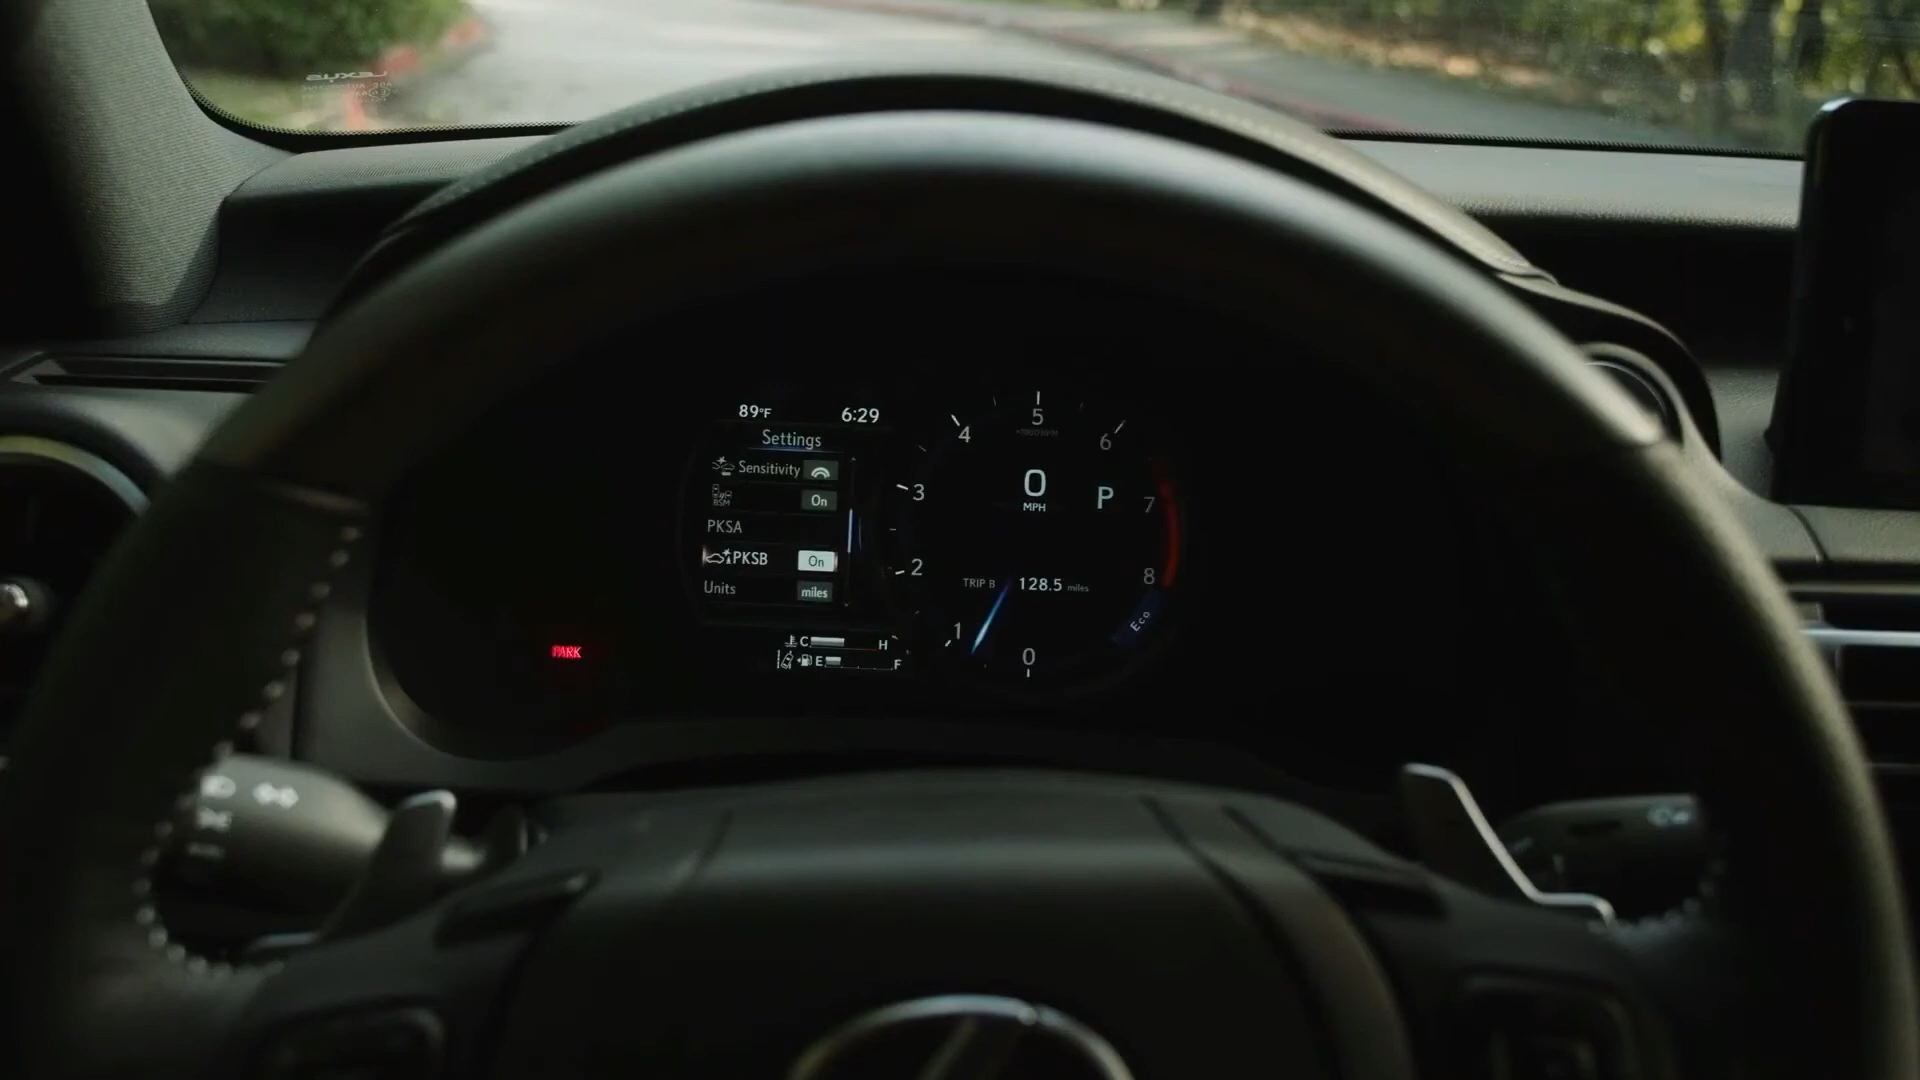 LEXUS
89°F 6:29
Settings
Sensitivity
BSM On
PKSA
PKSB On
Units miles
C H
E F
PARK
0 1 2 3 4 5 6 7 8
0
MPH
P
TRIP B 128.5 miles
Eco